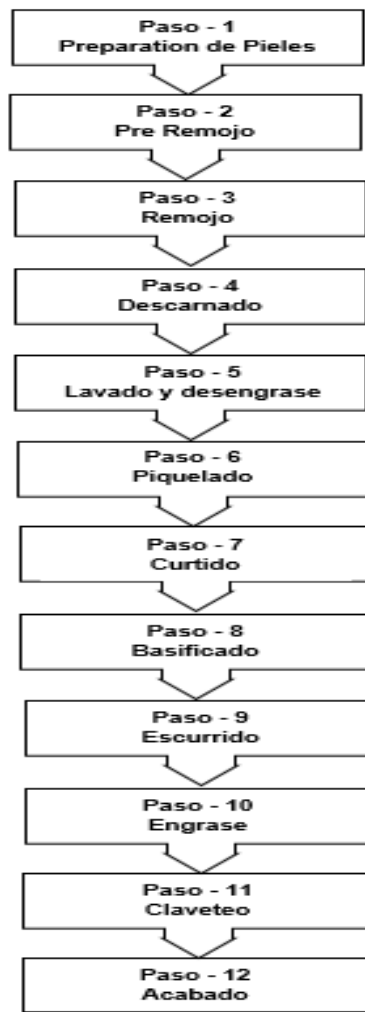 Paso - 1
Preparation de Pieles
Paso - 2
Pre Remojo
Paso - 3
Remojo
Paso - 4
Descarnado
Paso - 5
Lavado y desengrase
Paso - 6
Piquelado
Paso - 7
Curtido
Paso - 8
Basificado
Paso - 9
Escurrido
Paso - 10
Engrase
Paso - 11
Claveteo
Paso - 12
Acabado